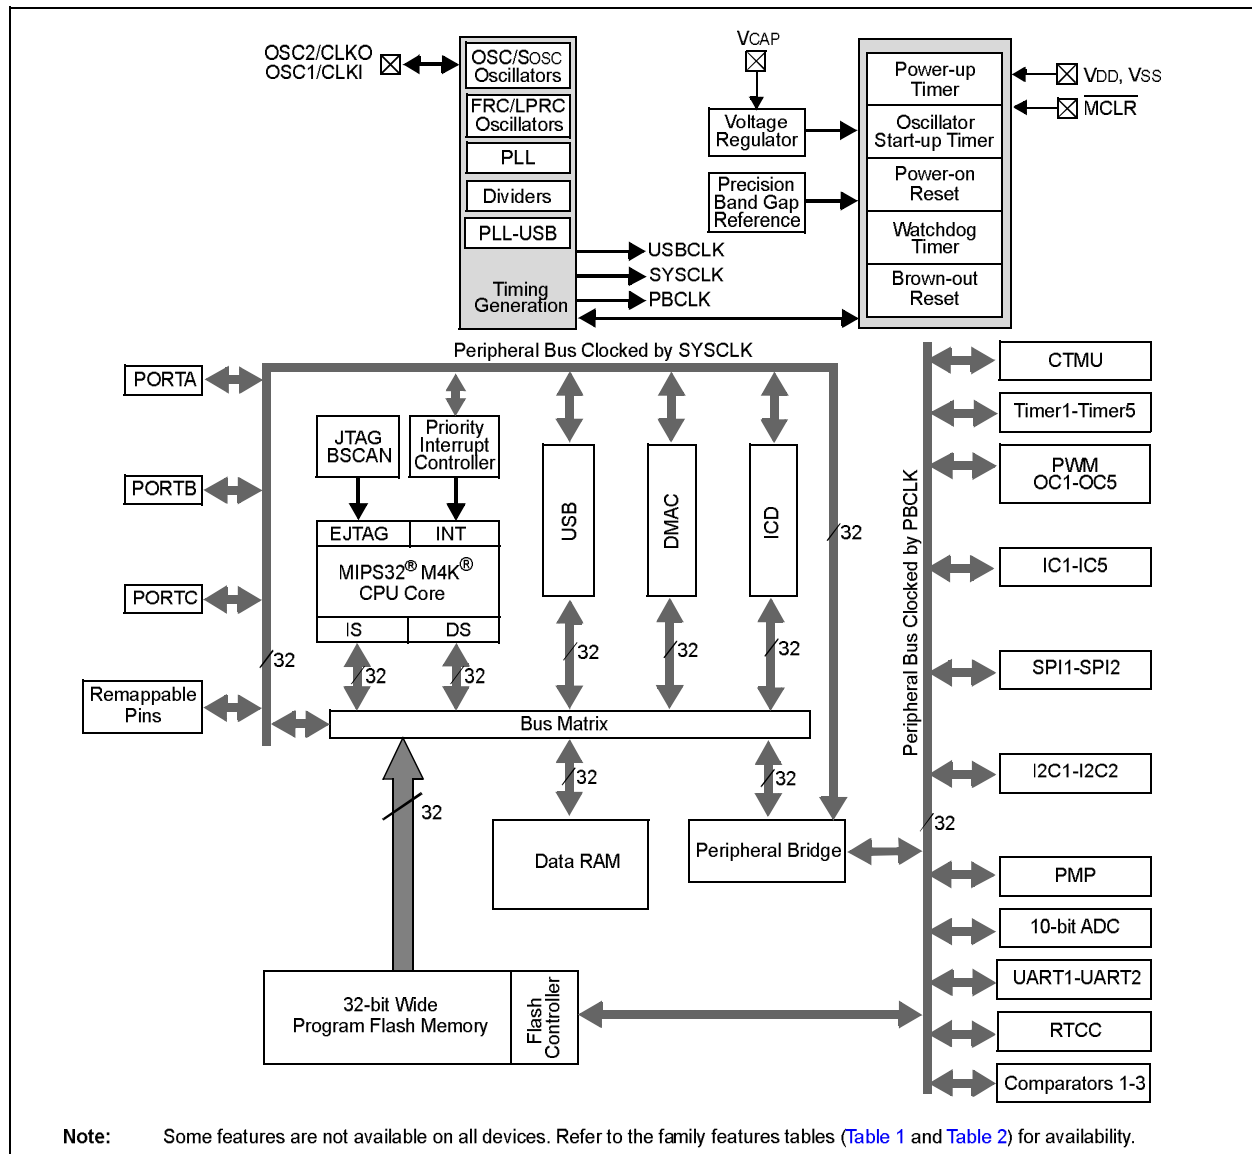 OSC2/CLKO
OSC1/CLKI
OSC/SOSC
Oscillators
FRC/LPRC
Oscillators
PLL
Dividers
PLL-USB
Timing
Generation
USBCLK
SYSCLK
PBCLK
VCAP
Voltage
Regulator
Precision
Band Gap
Reference
Power-up
Timer
Oscillator
Start-up Timer
Power-on
Reset
Watchdog
Timer
Brown-out
Reset
VDD, VSS
MCLR
Peripheral Bus Clocked by SYSCLK
PORTA
PORTB
PORTC
Remappable
Pins
32
JTAG
BSCAN
Priority
Interrupt
Controller
EJTAG
INT
MIPS32® M4K®
CPU Core
IS
DS
32
32
USB
32
DMAC
32
ICD
32
32
Bus Matrix
32
32
32
Data RAM
Peripheral Bridge
32-bit Wide
Program Flash Memory
Flash
Controller
Peripheral Bus Clocked by PBCLK
32
CTMU
Timer1-Timer5
PWM
OC1-OC5
IC1-IC5
SPI1-SPI2
I2C1-I2C2
PMP
10-bit ADC
UART1-UART2
RTCC
Comparators 1-3
Note: Some features are not available on all devices. Refer to the family features tables (Table 1 and Table 2) for availability.